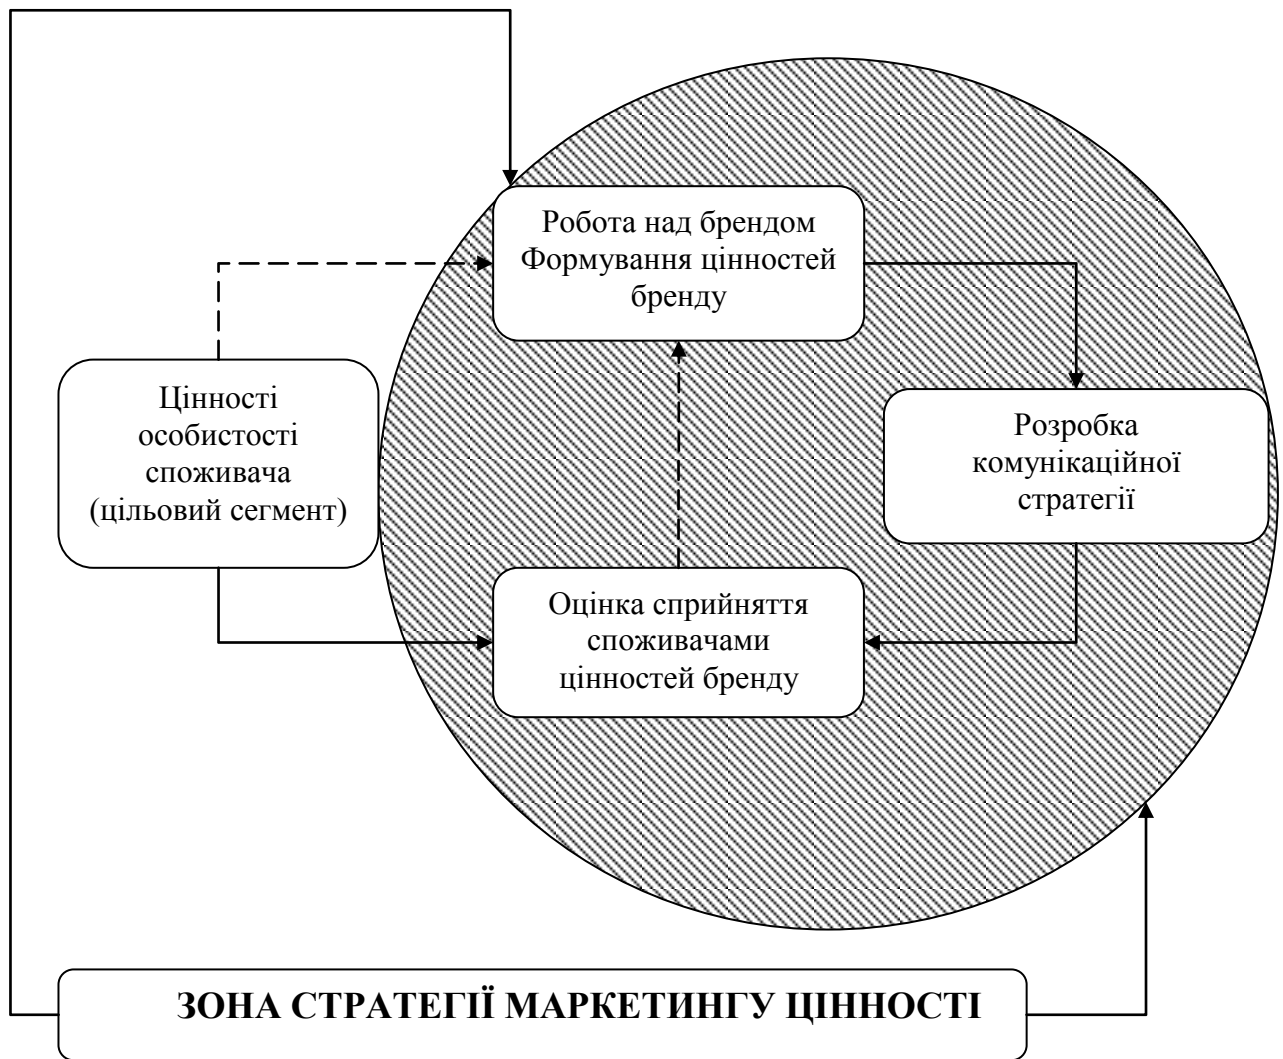 Робота над брендом
Формування цінностей
бренду
Цінності
особистості
споживача
(цільовий сегмент)
Розробка
комунікаційної
стратегії
Оцінка сприйняття
споживачами
цінностей бренду
ЗОНА СТРАТЕГІЇ МАРКЕТИНГУ ЦІННОСТІ